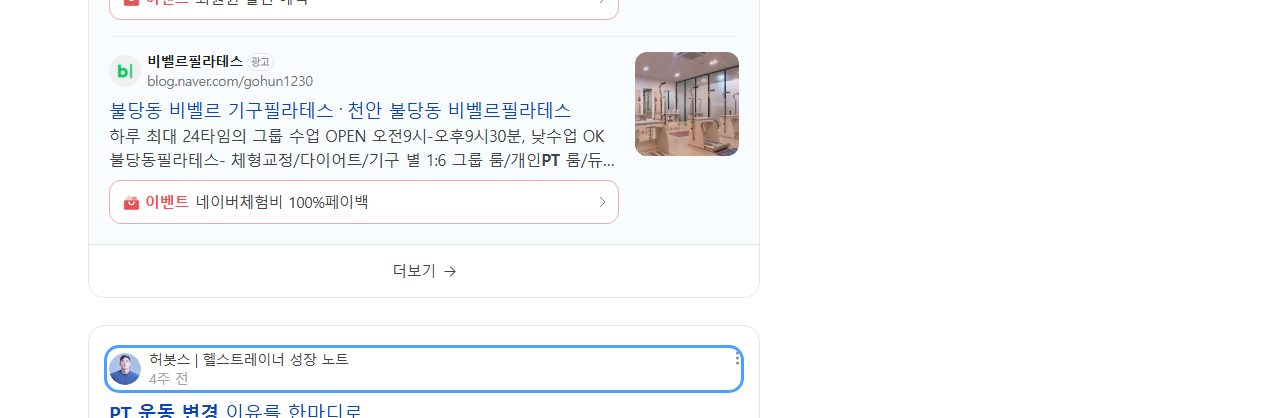 이벤트
비벨르필라테스 광고
blog.naver.com/gohun1230
불당동 비벨르 기구필라테스 · 천안 불당동 비벨르필라테스
하루 최대 24타임의 그룹 수업 OPEN 오전9시-오후9시30분, 낮수업 OK
불당동필라테스- 체형교정/다이어트/기구 별 1:6 그룹 룸/개인PT 룸/듀...
이벤트 네이버체험비 100%페이백
더보기 →
허봇스 | 헬스트레이너 성장 노트
4주 전
PT 운동 변경 이유를 한마디로